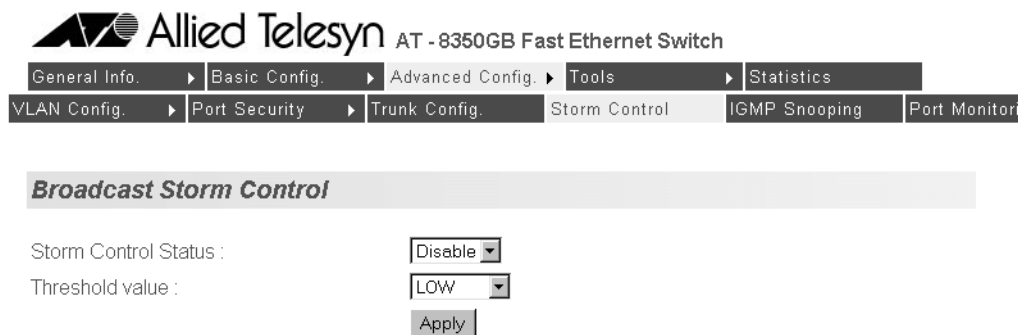 Allied Telesyn AT - 8350GB Fast Ethernet Switch
General Info. Basic Config. Advanced Config. Tools Statistics
VLAN Config. Port Security Trunk Config. Storm Control IGMP Snooping Port Monitori
Broadcast Storm Control
Storm Control Status : Disable
Threshold value : LOW
Apply